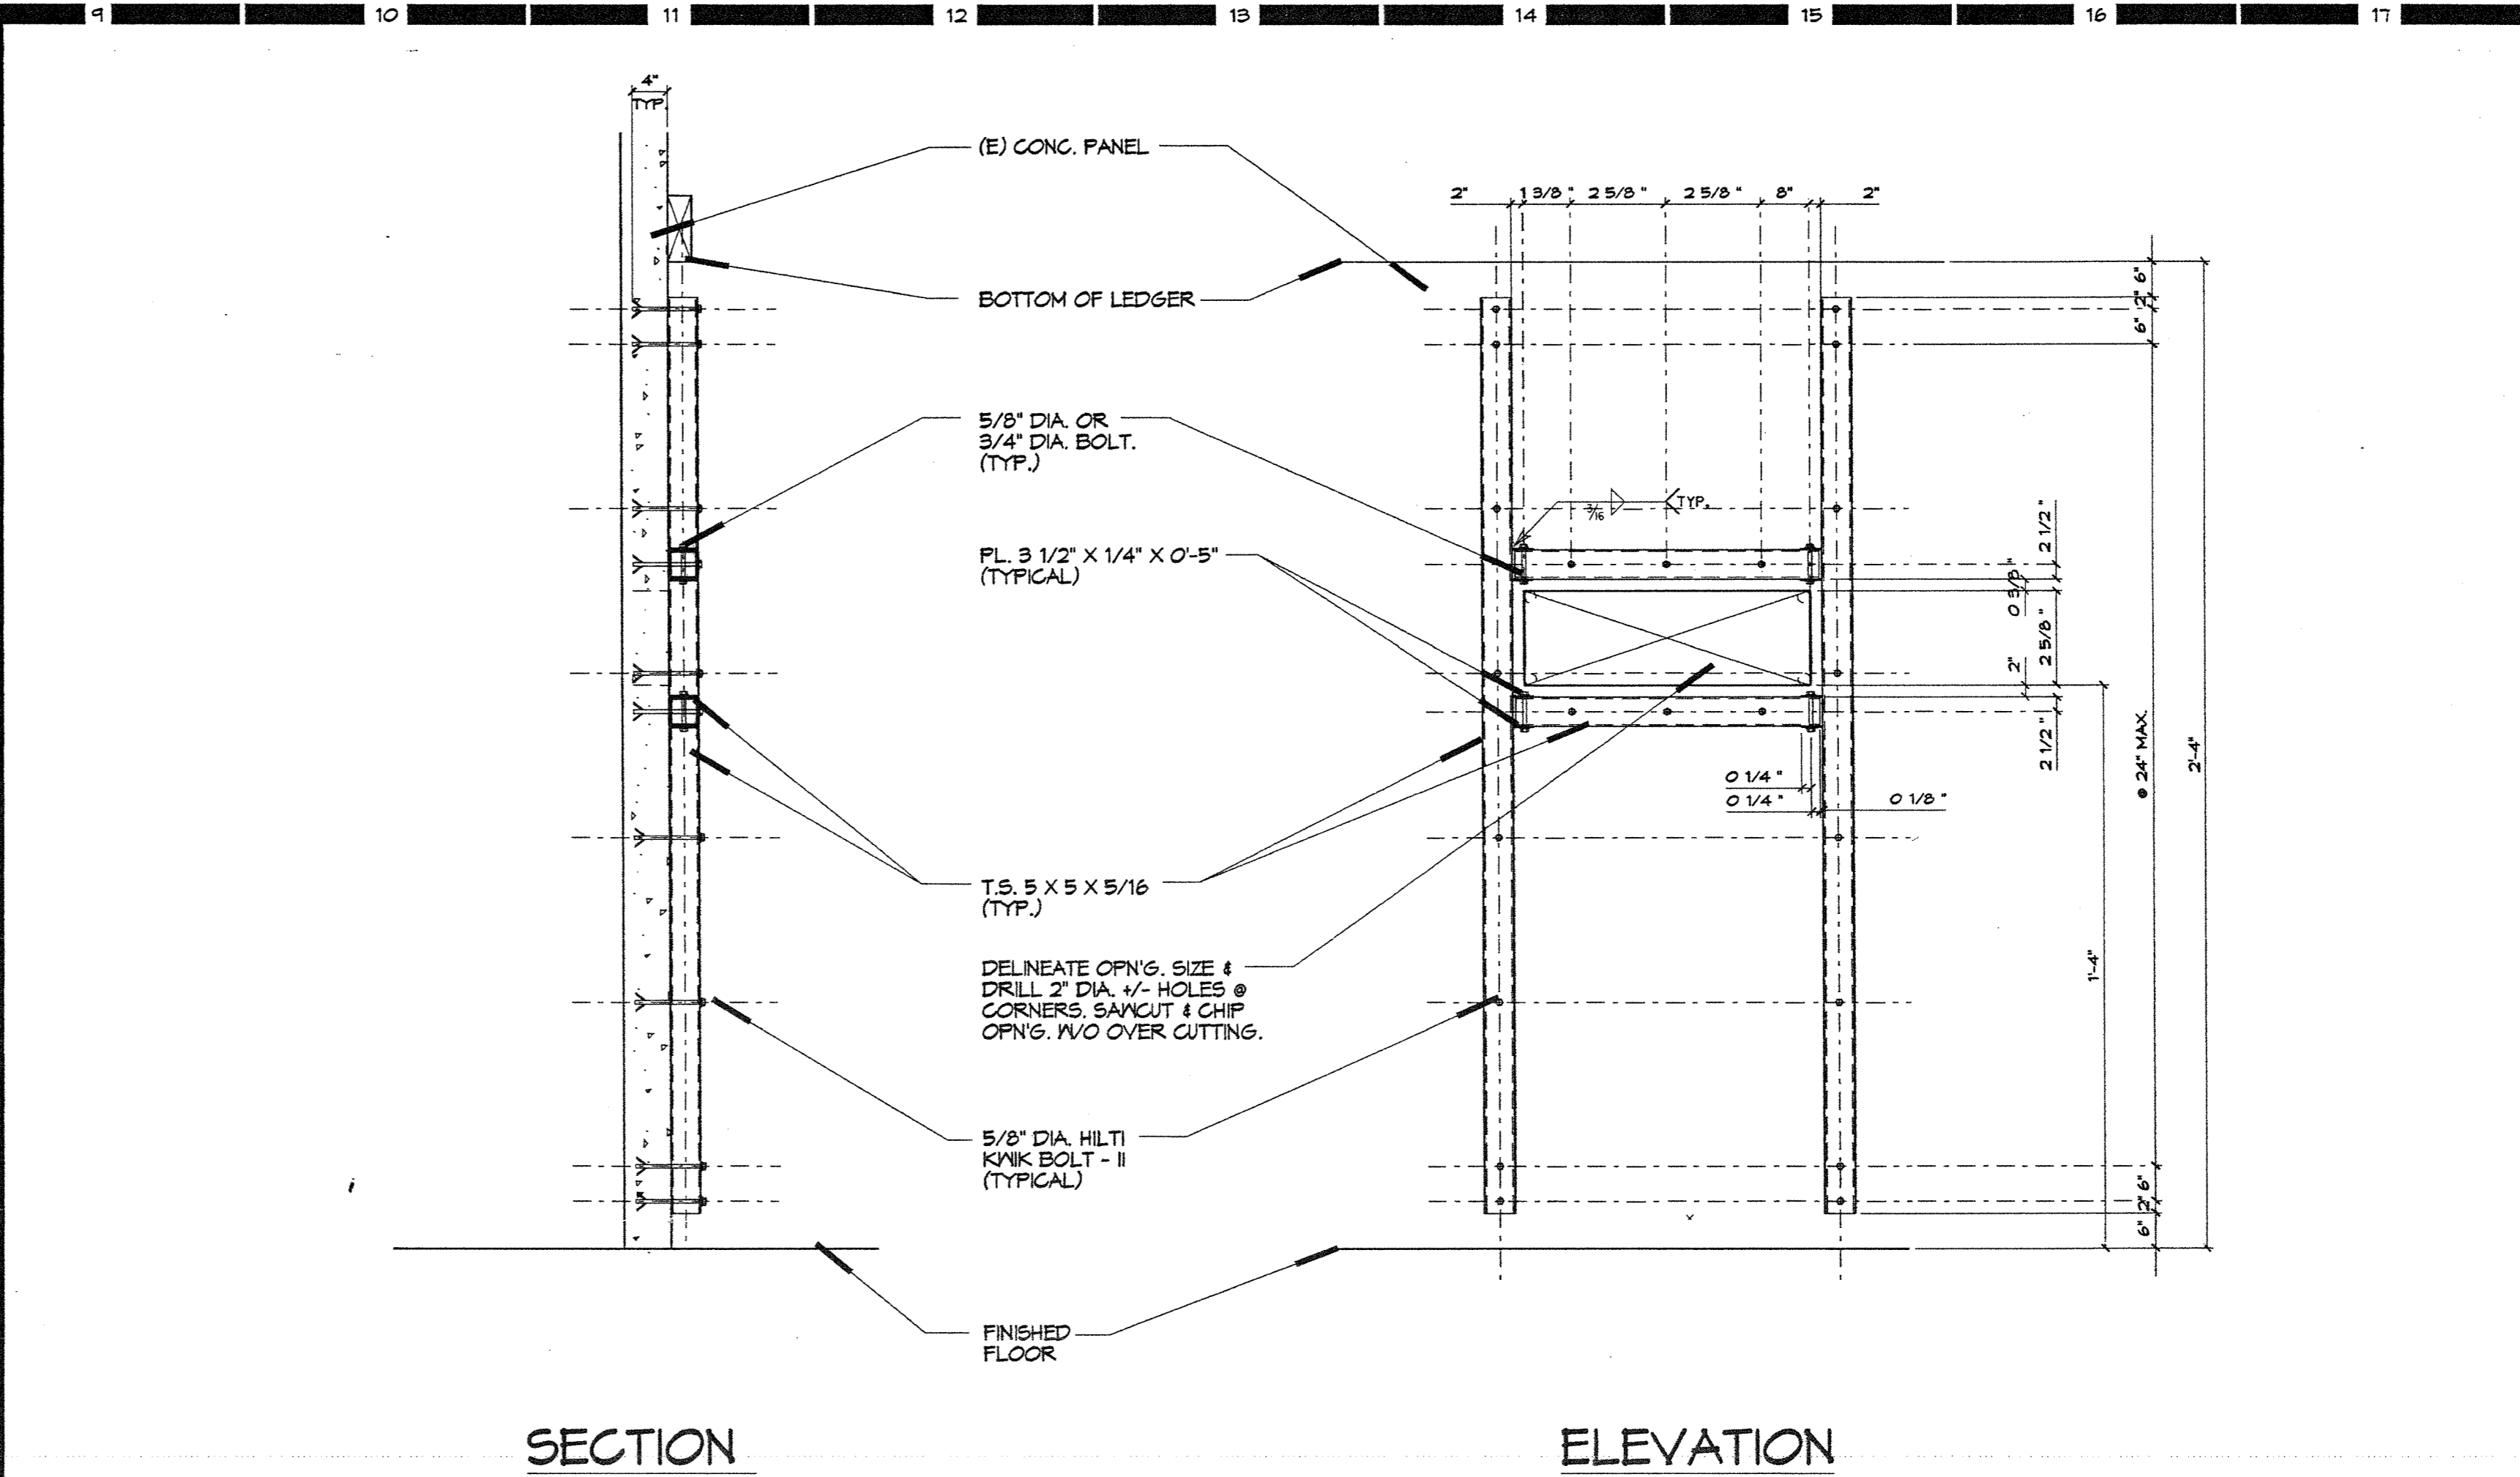 9 10 11 12 13 14 15 16 17
4"
TYP.
(E) CONC. PANEL
BOTTOM OF LEDGER
5/8" DIA. OR
3/4" DIA. BOLT.
(TYP.)
PL. 3 1/2" X 1/4" X 0'-5"
(TYPICAL)
T.S. 5 X 5 X 5/16
(TYP.)
DELINEATE OPN'G. SIZE &
DRILL 2" DIA. +/- HOLES @
CORNERS. SAWCUT & CHIP
OPN'G. W/O OVER CUTTING.
5/8" DIA. HILTI
KWIK BOLT - II
(TYPICAL)
FINISHED
FLOOR
2" 1 3/8" 2 5/8" 2 5/8" 8" 2"
3/16 TYP.
6"
2"
6"
2 1/2"
0 3/8"
2 5/8"
2"
2 1/2"
0 1/4"
0 1/4" 0 1/8"
@ 24" MAX.
2'-4"
1'-4"
6"
2"
6"
SECTION
ELEVATION